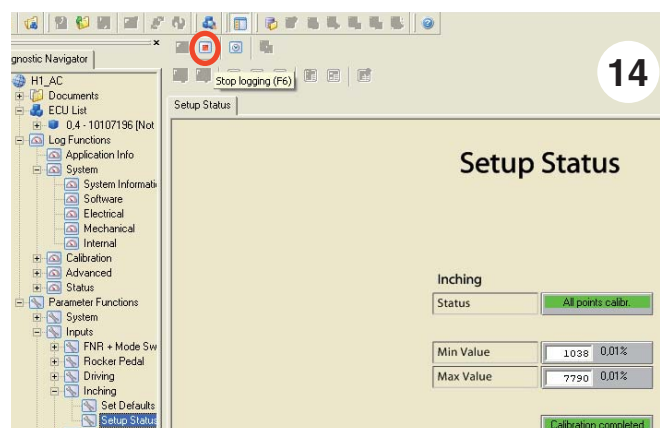 14
gnostic Navigator
Stop logging (F6)
H1_AC
Documents
ECU List
0,4 - 10107196 [Not
Log Functions
Application Info
System
System Informati
Software
Electrical
Mechanical
Internal
Calibration
Advanced
Status
Parameter Functions
System
Inputs
FNR + Mode Sw
Rocker Pedal
Driving
Inching
Set Defaults
Setup Status
Setup Status
Setup Status
Inching
Status All points calibr.
Min Value 1038 0,01%
Max Value 7790 0,01%
Calibration completed